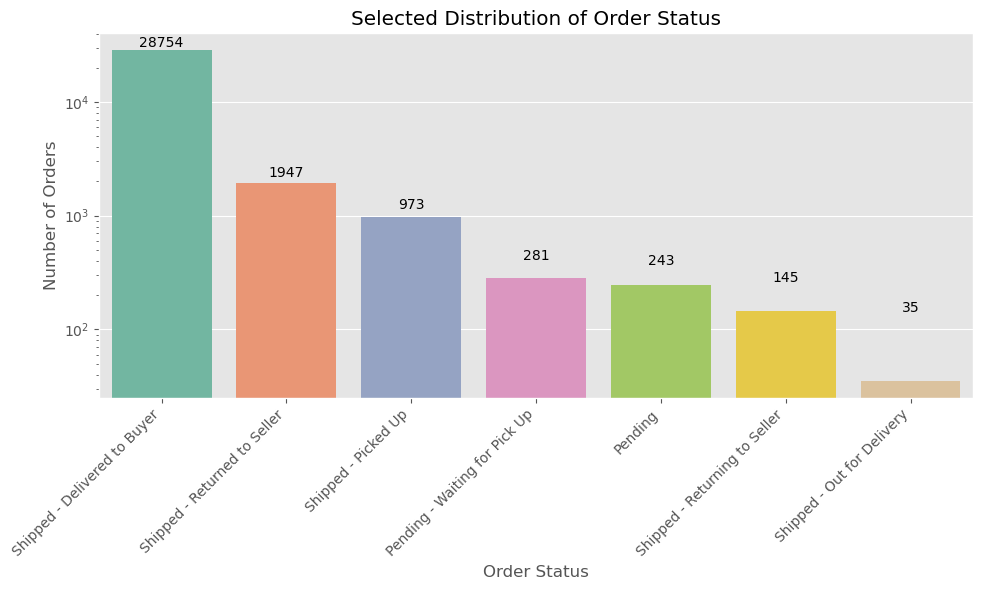 Selected Distribution of Order Status
Number of Orders
10^4
10^3
10^2
28754
1947
973
281
243
145
35
Shipped - Delivered to Buyer
Shipped - Returned to Seller
Shipped - Picked Up
Pending - Waiting for Pick Up
Pending
Shipped - Returning to Seller
Shipped - Out for Delivery
Order Status